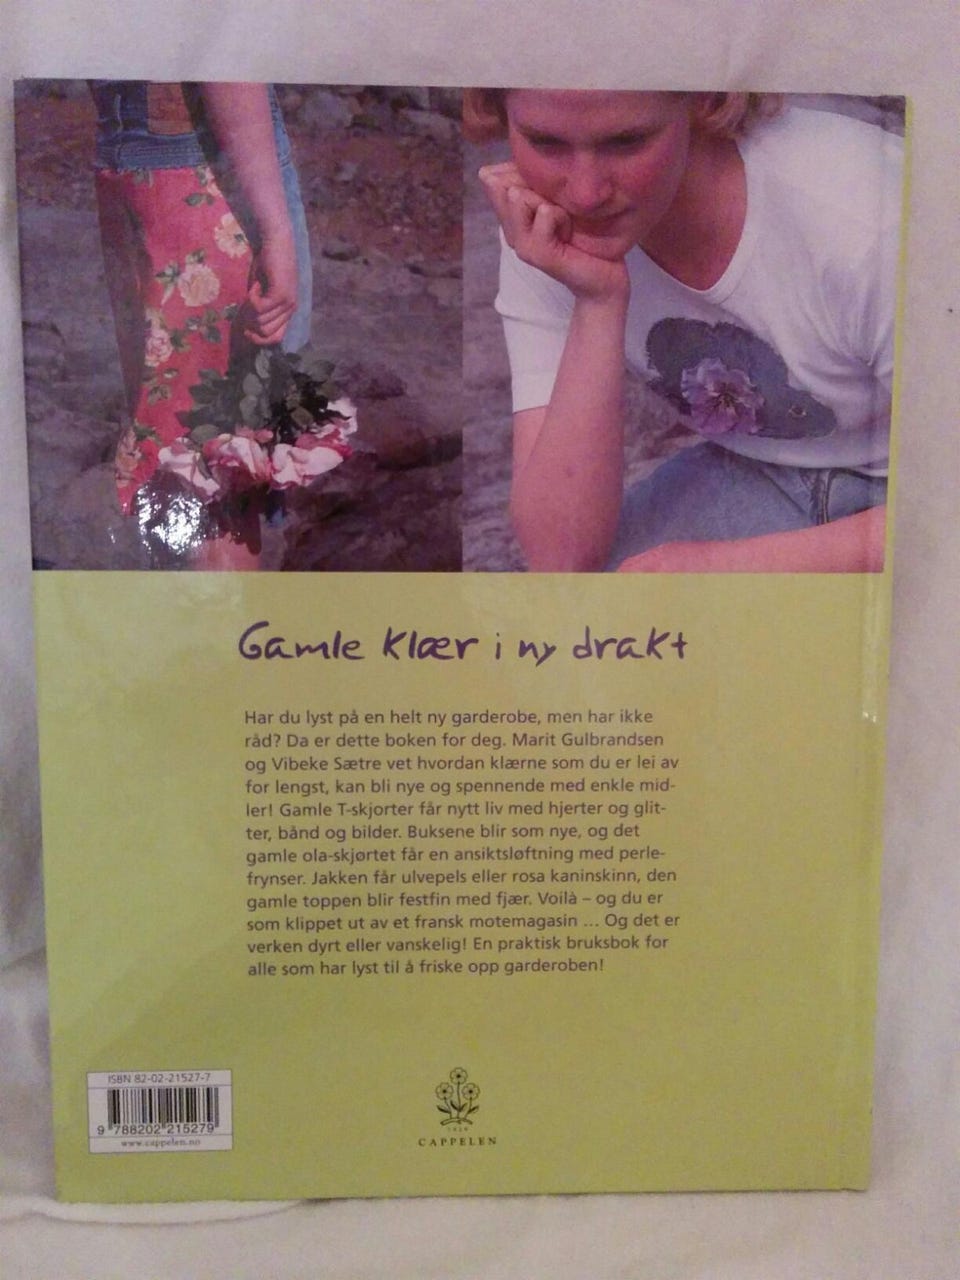 Gamle klær i ny drakt
Har du lyst på en helt ny garderobe, men har ikke
råd? Da er dette boken for deg. Marit Gulbrandsen
og Vibeke Sætre vet hvordan klærne som du er lei av
for lengst, kan bli nye og spennende med enkle mid-
ler! Gamle T-skjorter får nytt liv med hjerter og glit-
ter, bånd og bilder. Buksene blir som nye, og det
gamle ola-skjørtet får en ansiktsløftning med perle-
frynser. Jakken får ulvepels eller rosa kaninskinn, den
gamle toppen blir festfin med fjær. Voilà – og du er
som klippet ut av et fransk motemagasin ... Og det er
verken dyrt eller vanskelig! En praktisk bruksbok for
alle som har lyst til å friske opp garderoben!
ISBN 82-02-21527-7
9 788202 215279
www.cappelen.no
1829
CAPPELEN